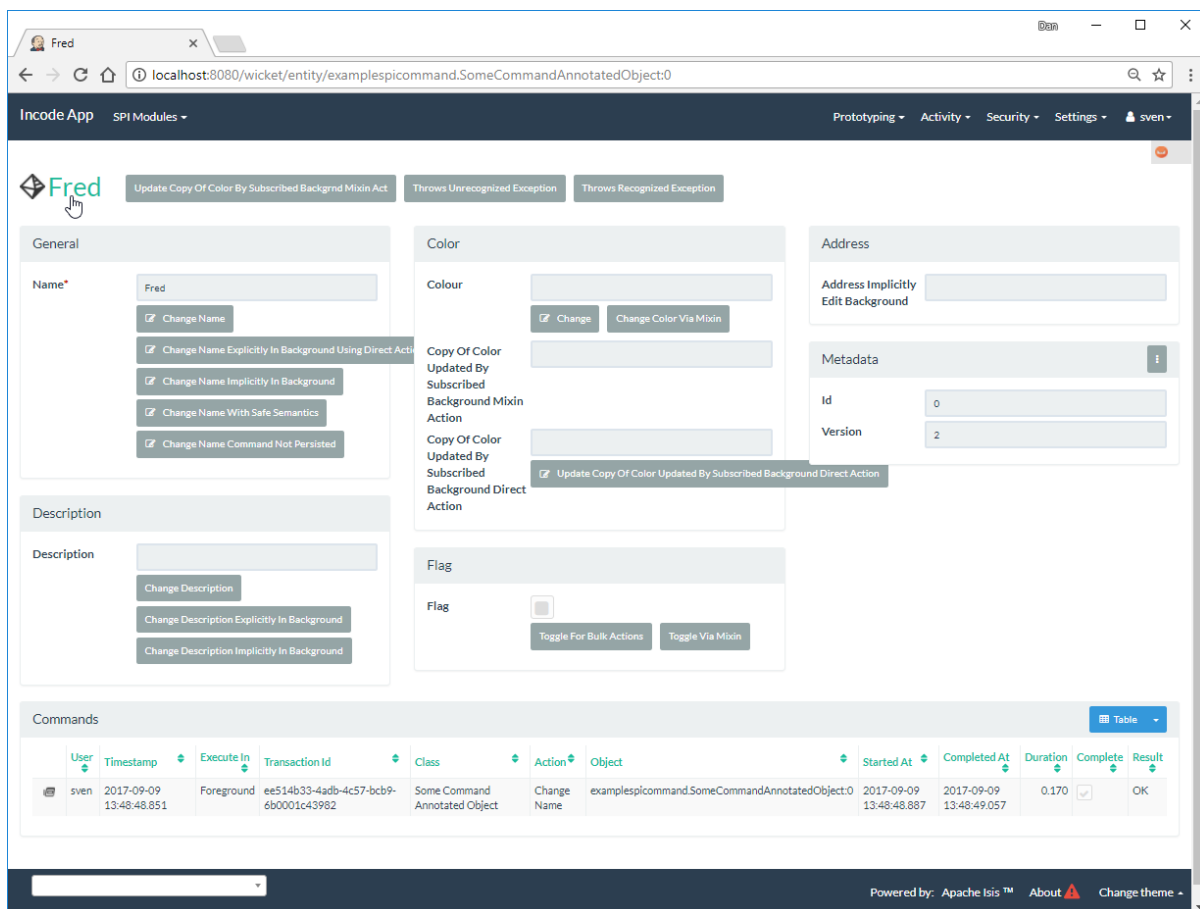 Fred
Dan
localhost:8080/wicket/entity/examplespicommand.SomeCommandAnnotatedObject:0
Incode App SPI Modules Prototyping Activity Security Settings sven
Fred Update Copy Of Color By Subscribed Backgrnd Mixin Act Throws Unrecognized Exception Throws Recognized Exception
General
Name*
Fred
Change Name
Change Name Explicitly In Background Using Direct Acti
Change Name Implicitly In Background
Change Name With Safe Semantics
Change Name Command Not Persisted
Description
Description
Change Description
Change Description Explicitly In Background
Change Description Implicitly In Background
Color
Colour
Change Change Color Via Mixin
Copy Of Color
Updated By
Subscribed
Background Mixin
Action
Copy Of Color
Updated By
Subscribed
Background Direct
Action
Update Copy Of Color Updated By Subscribed Background Direct Action
Flag
Flag
Toggle For Bulk Actions Toggle Via Mixin
Address
Address Implicitly
Edit Background
Metadata
Id 0
Version 2
Commands Table
User Timestamp Execute In Transaction Id Class Action Object Started At Completed At Duration Complete Result
sven 2017-09-09 Foreground ee514b33-4adb-4c57-bcb9- Some Command Change examplespicommand.SomeCommandAnnotatedObject:0 2017-09-09 2017-09-09 0.170 OK
13:48:48.851 6b0001c43982 Annotated Object Name 13:48:48.887 13:48:49.057
Powered by: Apache Isis ™ About Change theme